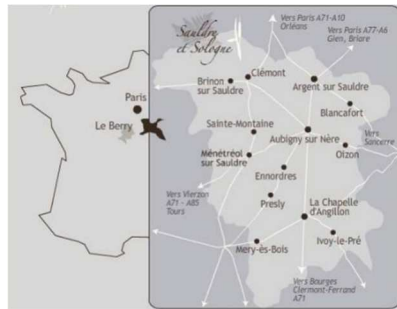 Sauldre
et Sologne
Vers Paris A71-A10
Orléans
Vers Paris A77-A6
Gien, Briare
Clémont
Brinon
sur Sauldre
Argent sur Sauldre
Blancafort
Paris
Le Berry
Sainte-Montaine
Aubigny sur Nère
Vers
Sancerre
Oizon
Ménétréol
sur Sauldre
Ennordres
Vers Vierzon
A71 - A85
Tours
Presly
La Chapelle
d'Angillon
Ivoy-le-Pré
Mery-ès-Bois
Vers Bourges
Clermont-Ferrand
A71